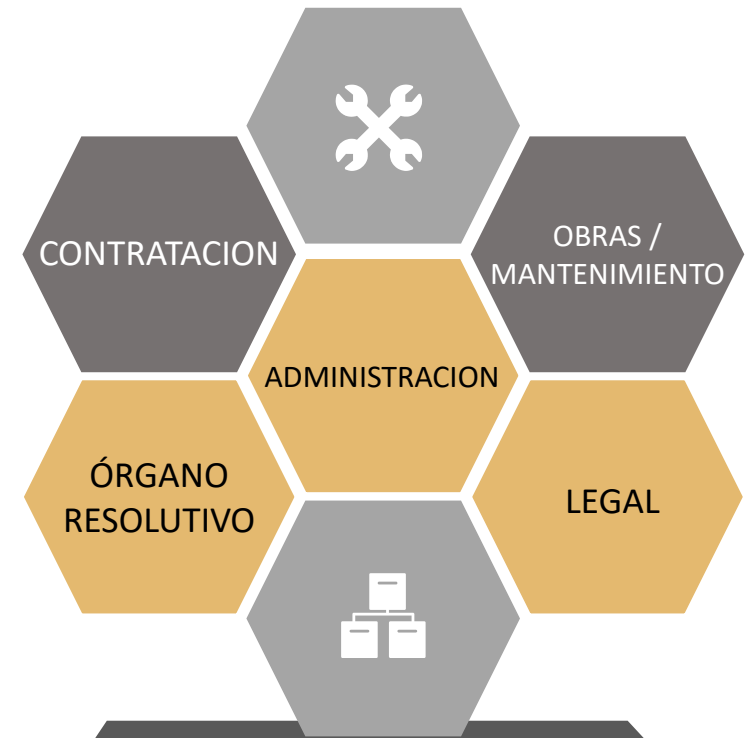 CONTRATACION
OBRAS /
MANTENIMIENTO
ADMINISTRACION
ÓRGANO
RESOLUTIVO
LEGAL